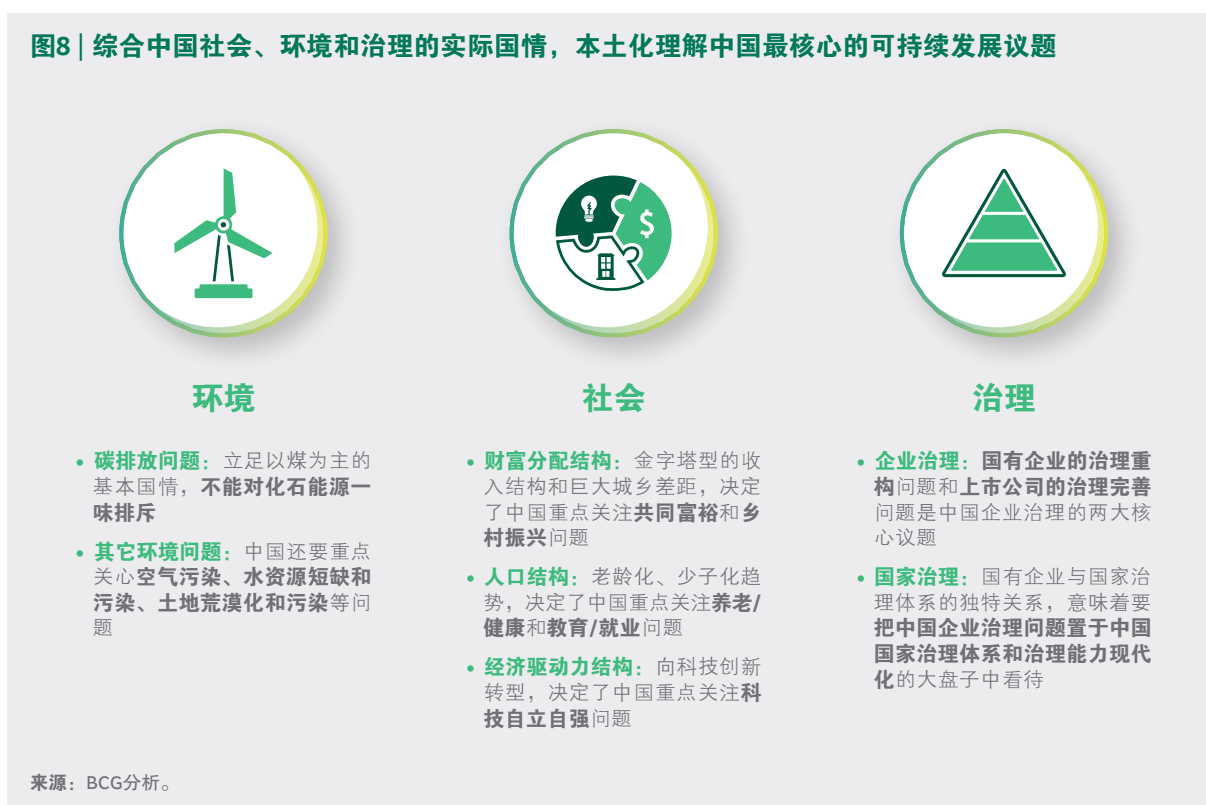 图8 | 综合中国社会、环境和治理的实际国情，本土化理解中国最核心的可持续发展议题
$
环境
• 碳排放问题：立足以煤为主的
基本国情，不能对化石能源一
味排斥
• 其它环境问题：中国还要重点
关心空气污染、水资源短缺和
污染、土地荒漠化和污染等问
题
社会
• 财富分配结构：金字塔型的收
入结构和巨大城乡差距，决定
了中国重点关注共同富裕和乡
村振兴问题
• 人口结构：老龄化、少子化趋
势，决定了中国重点关注养老/
健康和教育/就业问题
• 经济驱动力结构：向科技创新
转型，决定了中国重点关注科
技自立自强问题
治理
• 企业治理：国有企业的治理重
构问题和上市公司的治理完善
问题是中国企业治理的两大核
心议题
• 国家治理：国有企业与国家治
理体系的独特关系，意味着要
把中国企业治理问题置于中国
国家治理体系和治理能力现代
化的大盘子中看待
来源：BCG分析。